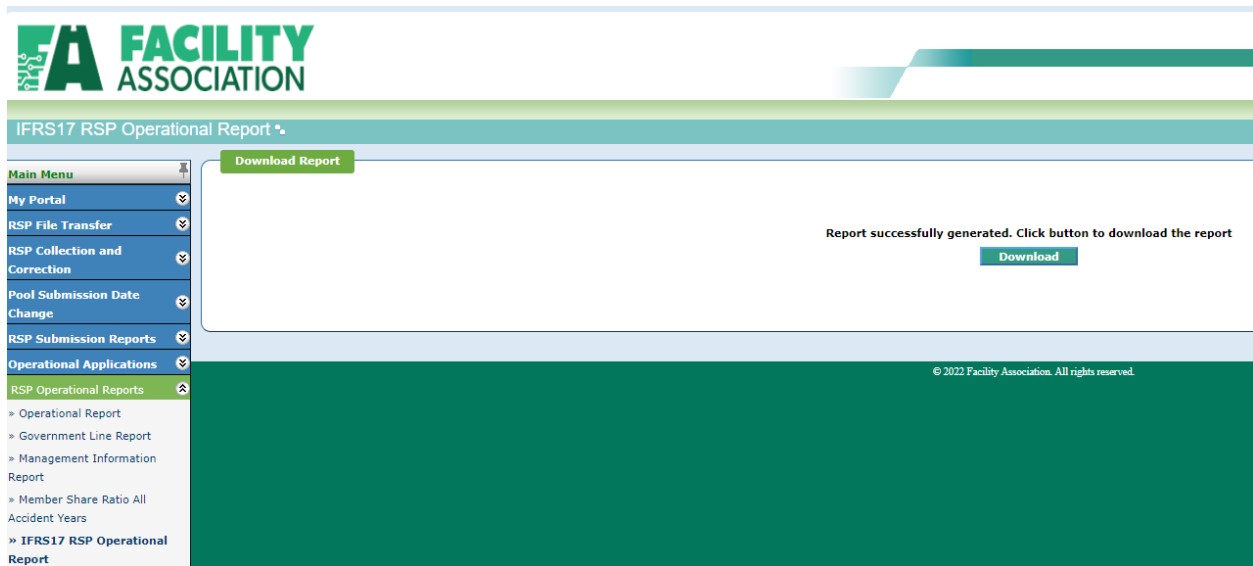 FACILITY
ASSOCIATION
IFRS17 RSP Operational Report
Main Menu
My Portal
RSP File Transfer
RSP Collection and
Correction
Pool Submission Date
Change
RSP Submission Reports
Operational Applications
RSP Operational Reports
» Operational Report
» Government Line Report
» Management Information
Report
» Member Share Ratio All
Accident Years
» IFRS17 RSP Operational
Report
Download Report
Report successfully generated. Click button to download the report
Download
© 2022 Facility Association. All rights reserved.